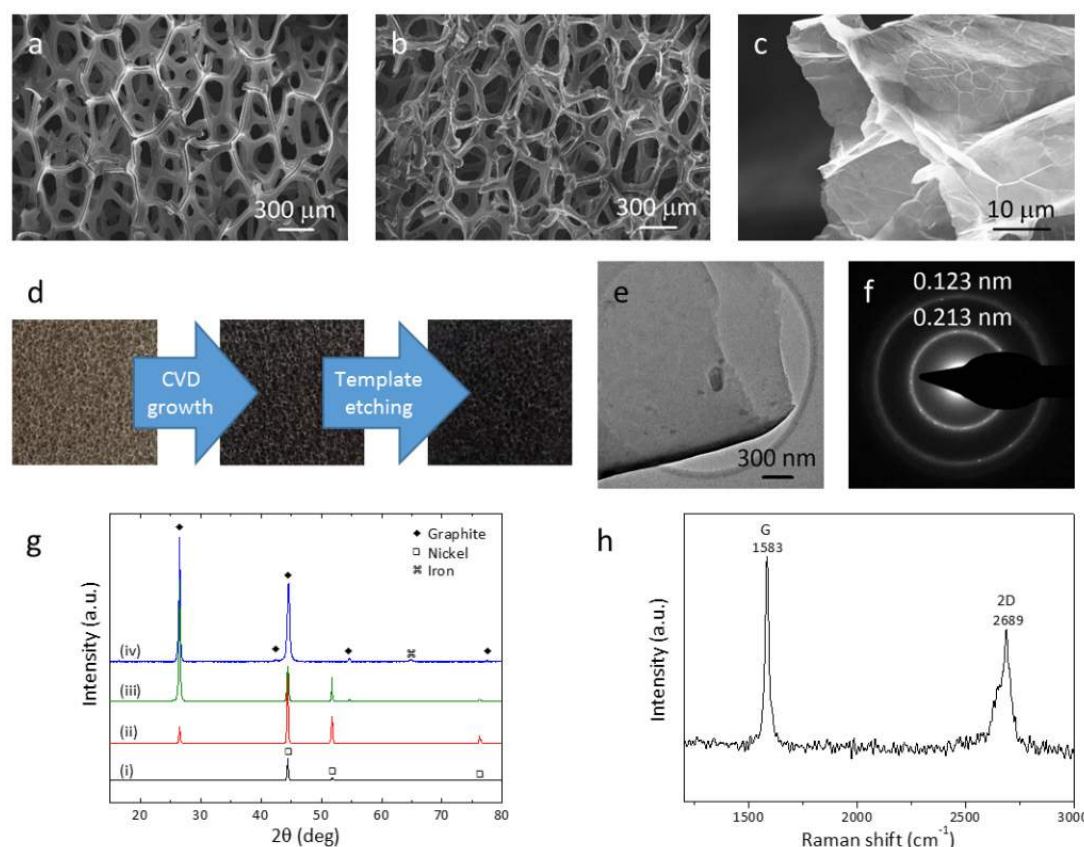 a
300 μm
b
300 μm
c
10 μm
d
CVD
growth
Template
etching
e
300 nm
f
0.123 nm
0.213 nm
g
Intensity (a.u.)
Graphite
Nickel
Iron
(iv)
(iii)
(ii)
(i)
20 30 40 50 60 70 80
2θ (deg)
h
Intensity (a.u.)
G
1583
2D
2689
1500 2000 2500 3000
Raman shift (cm⁻¹)